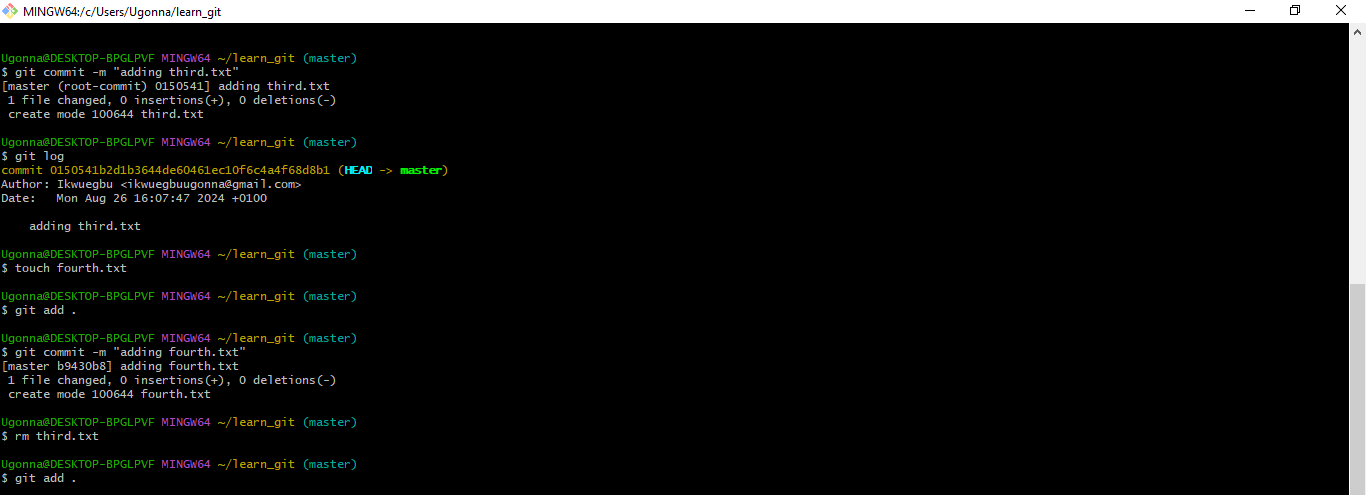 MINGW64:/c/Users/Ugonna/learn_git
Ugonna@DESKTOP-BPGLPVF MINGW64 ~/learn_git (master)
$ git commit -m "adding third.txt"
[master (root-commit) 0150541] adding third.txt
 1 file changed, 0 insertions(+), 0 deletions(-)
 create mode 100644 third.txt
Ugonna@DESKTOP-BPGLPVF MINGW64 ~/learn_git (master)
$ git log
commit 0150541b2d1b3644de60461ec10f6c4a4f68d8b1 (HEAD -> master)
Author: Ikwuegbu <ikwuegbuugonna@gmail.com>
Date:   Mon Aug 26 16:07:47 2024 +0100
    adding third.txt
Ugonna@DESKTOP-BPGLPVF MINGW64 ~/learn_git (master)
$ touch fourth.txt
Ugonna@DESKTOP-BPGLPVF MINGW64 ~/learn_git (master)
$ git add .
Ugonna@DESKTOP-BPGLPVF MINGW64 ~/learn_git (master)
$ git commit -m "adding fourth.txt"
[master b9430b8] adding fourth.txt
 1 file changed, 0 insertions(+), 0 deletions(-)
 create mode 100644 fourth.txt
Ugonna@DESKTOP-BPGLPVF MINGW64 ~/learn_git (master)
$ rm third.txt
Ugonna@DESKTOP-BPGLPVF MINGW64 ~/learn_git (master)
$ git add .